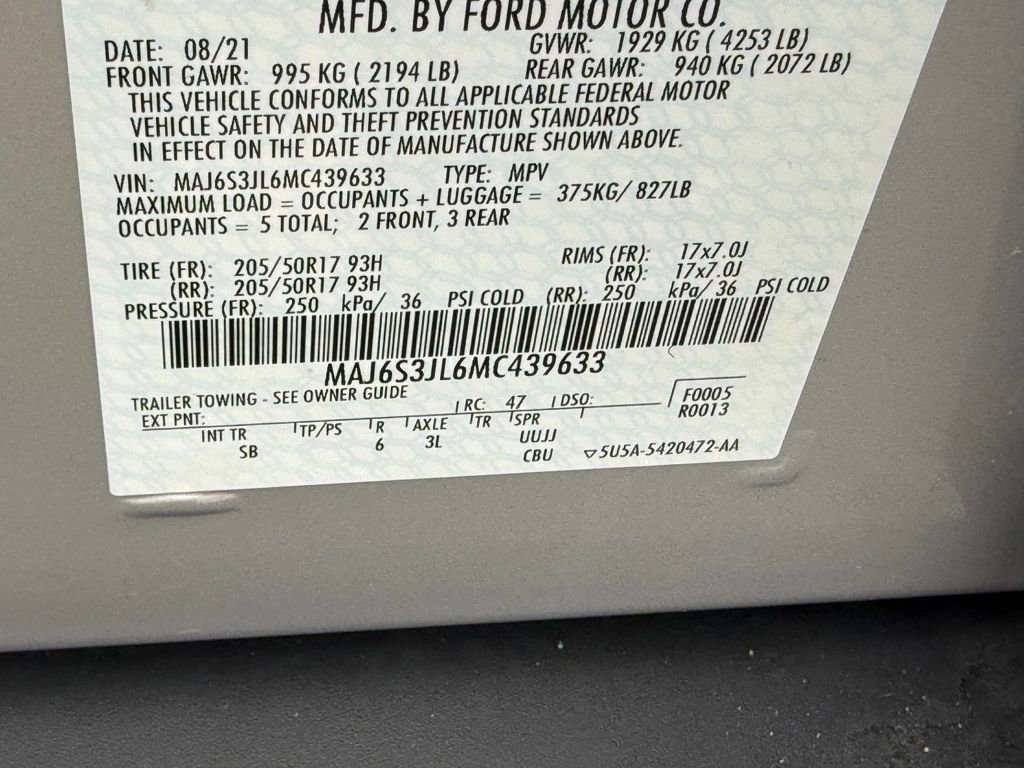 MFD. BY FORD MOTOR CO.
DATE: 08/21 GVWR: 1929 KG ( 4253 LB)
FRONT GAWR: 995 KG ( 2194 LB) REAR GAWR: 940 KG ( 2072 LB)
THIS VEHICLE CONFORMS TO ALL APPLICABLE FEDERAL MOTOR
VEHICLE SAFETY AND THEFT PREVENTION STANDARDS
IN EFFECT ON THE DATE OF MANUFACTURE SHOWN ABOVE.
VIN: MAJ6S3JL6MC439633 TYPE: MPV
MAXIMUM LOAD = OCCUPANTS + LUGGAGE = 375KG/ 827LB
OCCUPANTS = 5 TOTAL; 2 FRONT, 3 REAR
TIRE (FR): 205/50R17 93H RIMS (FR): 17x7.0J
(RR): 205/50R17 93H (RR): 17x7.0J
PRESSURE (FR): 250 kPa/ 36 PSI COLD (RR): 250 kPa/ 36 PSI COLD
MAJ6S3JL6MC439633
TRAILER TOWING - SEE OWNER GUIDE
EXT PNT: RC: 47 DSO: F0005
R0013
INT TR TP/PS R AXLE TR SPR
SB 6 3L UUJJ
CBU ▽5U5A-5420472-AA